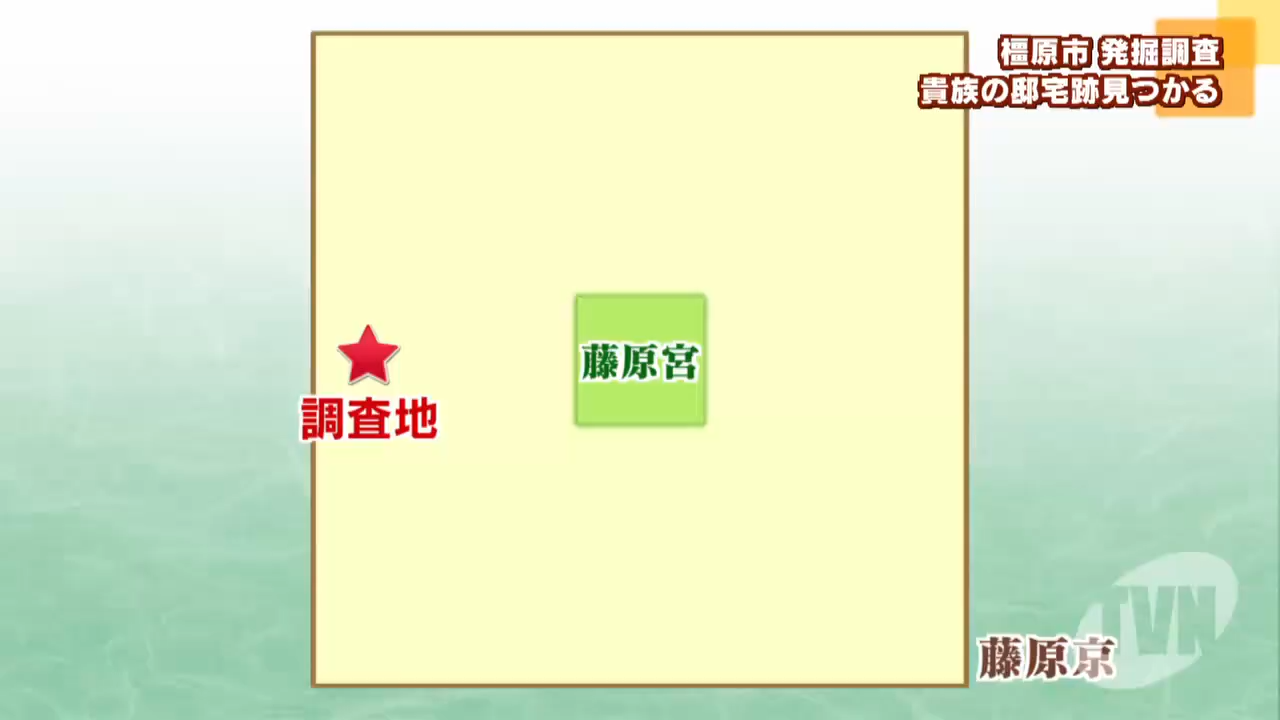 橿原市 発掘調査
貴族の邸宅跡見つかる
藤原宮
調査地
藤原京
TVN